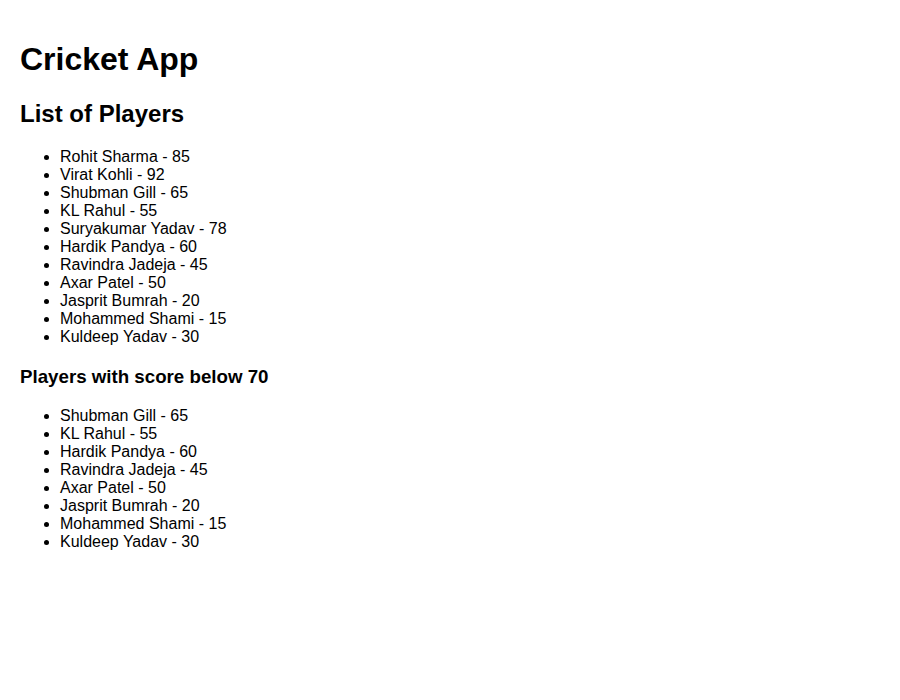 Cricket App
List of Players
Rohit Sharma - 85
Virat Kohli - 92
Shubman Gill - 65
KL Rahul - 55
Suryakumar Yadav - 78
Hardik Pandya - 60
Ravindra Jadeja - 45
Axar Patel - 50
Jasprit Bumrah - 20
Mohammed Shami - 15
Kuldeep Yadav - 30
Players with score below 70
Shubman Gill - 65
KL Rahul - 55
Hardik Pandya - 60
Ravindra Jadeja - 45
Axar Patel - 50
Jasprit Bumrah - 20
Mohammed Shami - 15
Kuldeep Yadav - 30